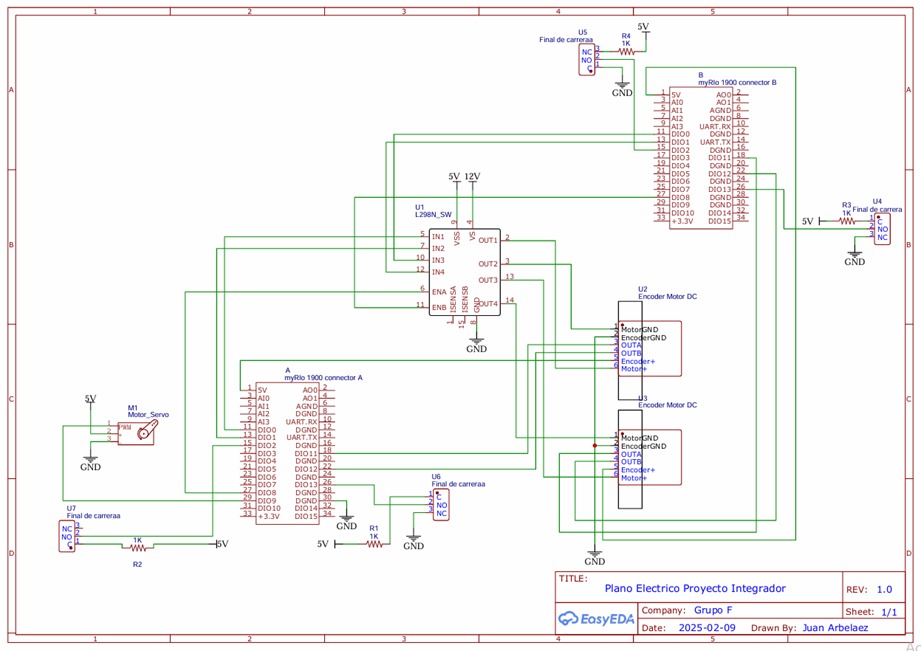 1 2 3 4 5
A
B
C
D
U5
Final de carreraa
NC 3
NO 2
C 1
R4
1K
5V
GND
B
myRIo 1900 connector B
1 5V AO0 2
3 AI0 AO1 4
5 AI1 AGND 6
7 AI2 DGND 8
9 AI3 UART.RX 10
11 DIO0 DGND 12
13 DIO1 UART.TX 14
15 DIO2 DGND 16
17 DIO3 DIO11 18
19 DIO4 DGND 20
21 DIO5 DIO12 22
23 DIO6 DGND 24
25 DIO7 DIO13 26
27 DIO8 DGND 28
29 DIO9 DGND 30
31 DIO10 DIO14 32
33 +3.3V DIO15 34
U4
Final de carrera
R3
1K
5V
1 C
2 NO
3 NC
GND
5V 12V
U1
L298N_SW
9 VSS
4 VS
5 IN1
7 IN2
10 IN3
12 IN4
6 ENA
11 ENB
OUT1 2
OUT2 3
OUT3 13
OUT4 14
1 ISENSA
15 ISENSB
8 GND
GND
U2
Encoder Motor DC
1 MotorGND
2 EncoderGND
3 OUTA
4 OUTB
5 Encoder+
6 Motor+
U3
Encoder Motor DC
1 MotorGND
2 EncoderGND
3 OUTA
4 OUTB
5 Encoder+
6 Motor+
GND
A
myRIo 1900 connector A
1 5V AO0 2
3 AI0 AO1 4
5 AI1 AGND 6
7 AI2 DGND 8
9 AI3 UART.RX 10
11 DIO0 DGND 12
13 DIO1 UART.TX 14
15 DIO2 DGND 16
17 DIO3 DIO11 18
19 DIO4 DGND 20
21 DIO5 DIO12 22
23 DIO6 DGND 24
25 DIO7 DIO13 26
27 DIO8 DGND 28
29 DIO9 DGND 30
31 DIO10 DIO14 32
33 +3.3V DIO15 34
GND
5V
M1
Motor_Servo
1 PWM
2 +
3 -
GND
U7
Final de carreraa
NC 3
NO 2
C 1
1K
R2
5V
U6
Final de carreraa
1 C
2 NO
3 NC
R1
1K
5V
GND
TITLE:
Plano Electrico Proyecto Integrador
REV: 1.0
EasyEDA
Company: Grupo F
Sheet: 1/1
Date: 2025-02-09 Drawn By: Juan Arbelaez
A
B
C
D
1 2 3 4 5
Ac